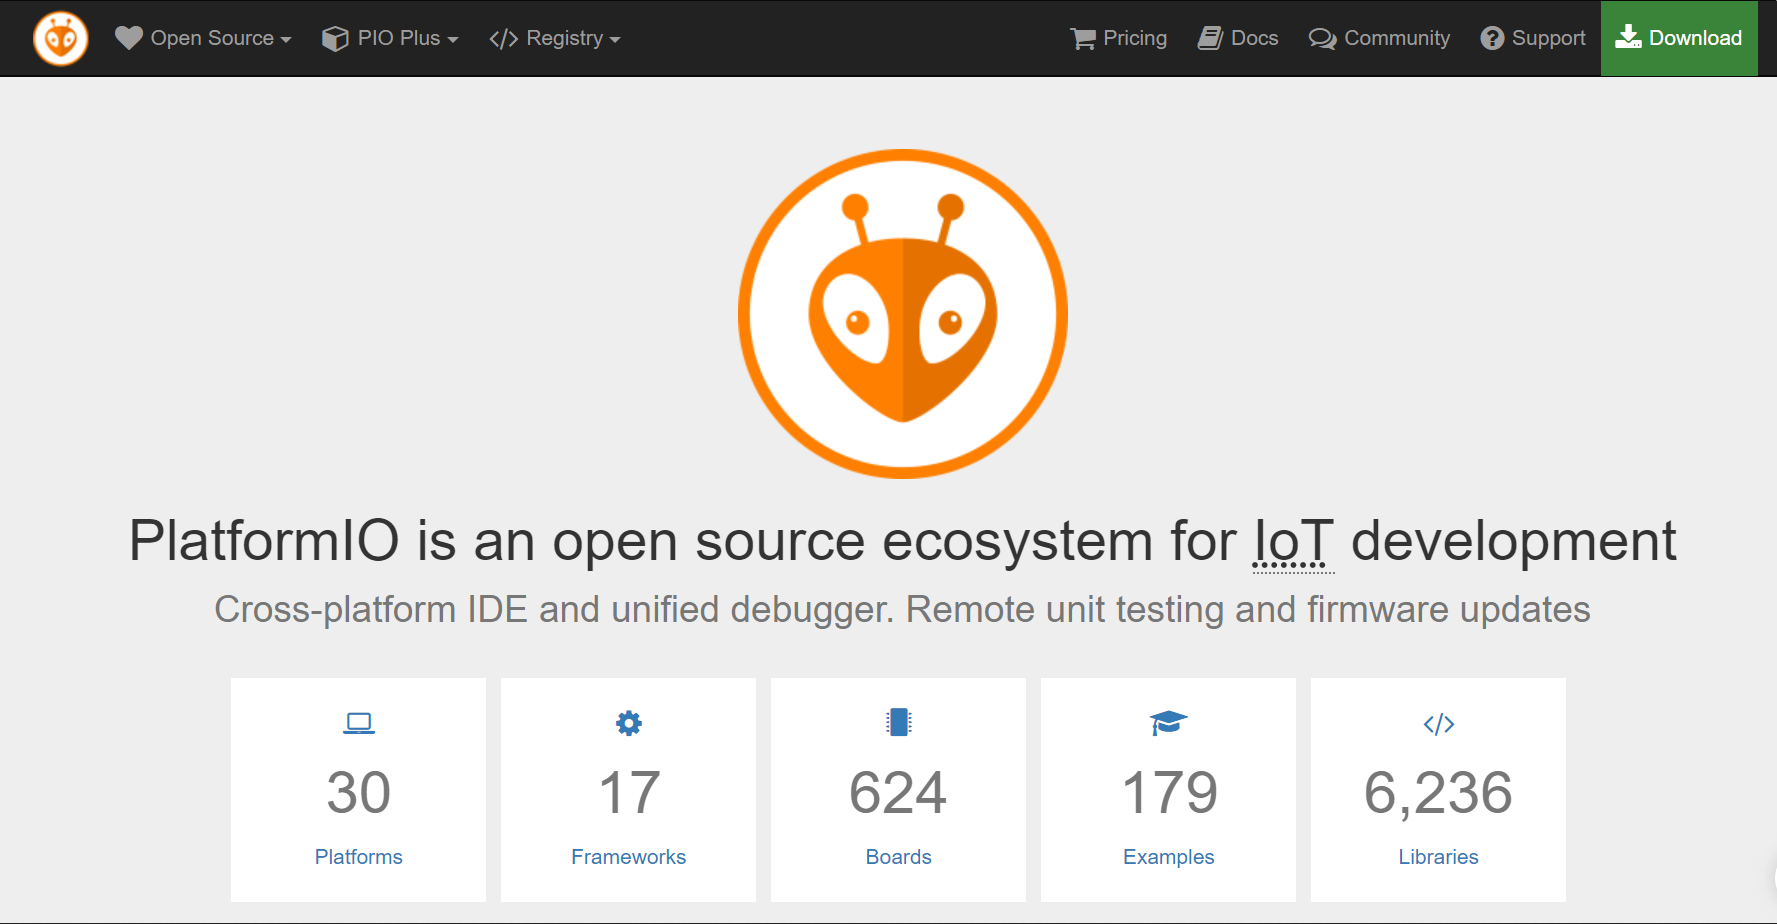 Open Source PIO Plus </> Registry Pricing Docs Community ? Support Download
PlatformIO is an open source ecosystem for IoT development
Cross-platform IDE and unified debugger. Remote unit testing and firmware updates
</>
30 17 624 179 6,236
Platforms Frameworks Boards Examples Libraries